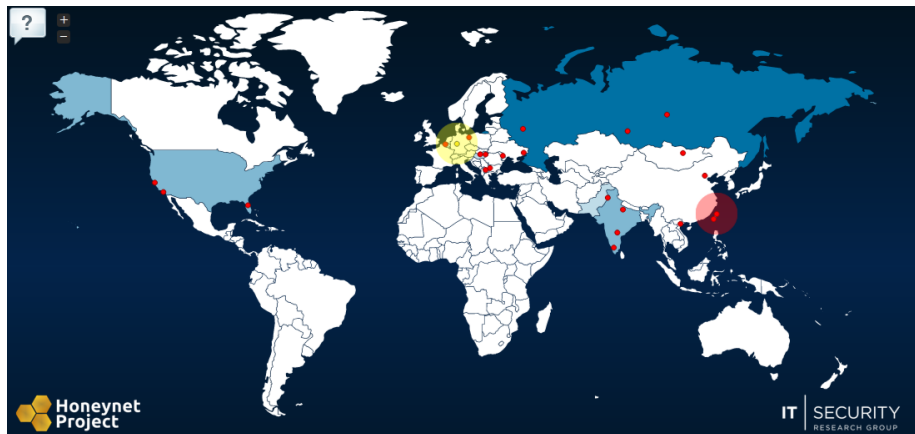 ?
+
−
Honeynet
Project
IT SECURITY
RESEARCH GROUP